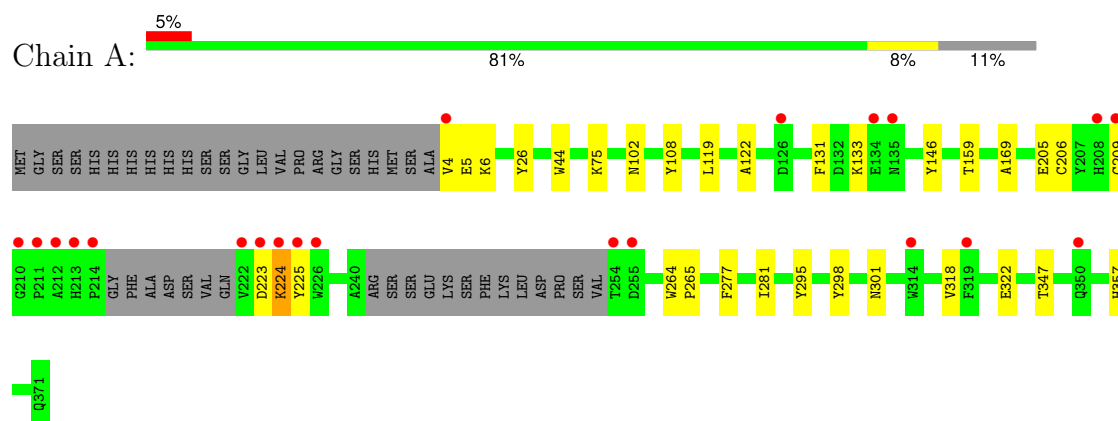 5%
Chain A:
81% 8% 11%
MET GLY SER SER HIS HIS HIS HIS HIS HIS SER SER GLY LEU VAL PRO ARG GLY SER HIS MET SER ALA V4 E5 K6 Y26 W44 K75 N102 Y108 L119 A122 D126 F131 D132 K133 E134 N135 Y146 T159 A169 E205 C206 Y207 H208 C209
G210 P211 A212 H213 P214 GLY PHE ALA ASP SER VAL GLN V222 D223 K224 Y225 W226 A240 ARG SER SER GLU LYS SER PHE LYS LEU ASP PRO SER VAL T254 D255 W264 P265 F277 I281 Y295 Y298 N301 W314 V318 F319 E322 T347 Q350 H357
Q371